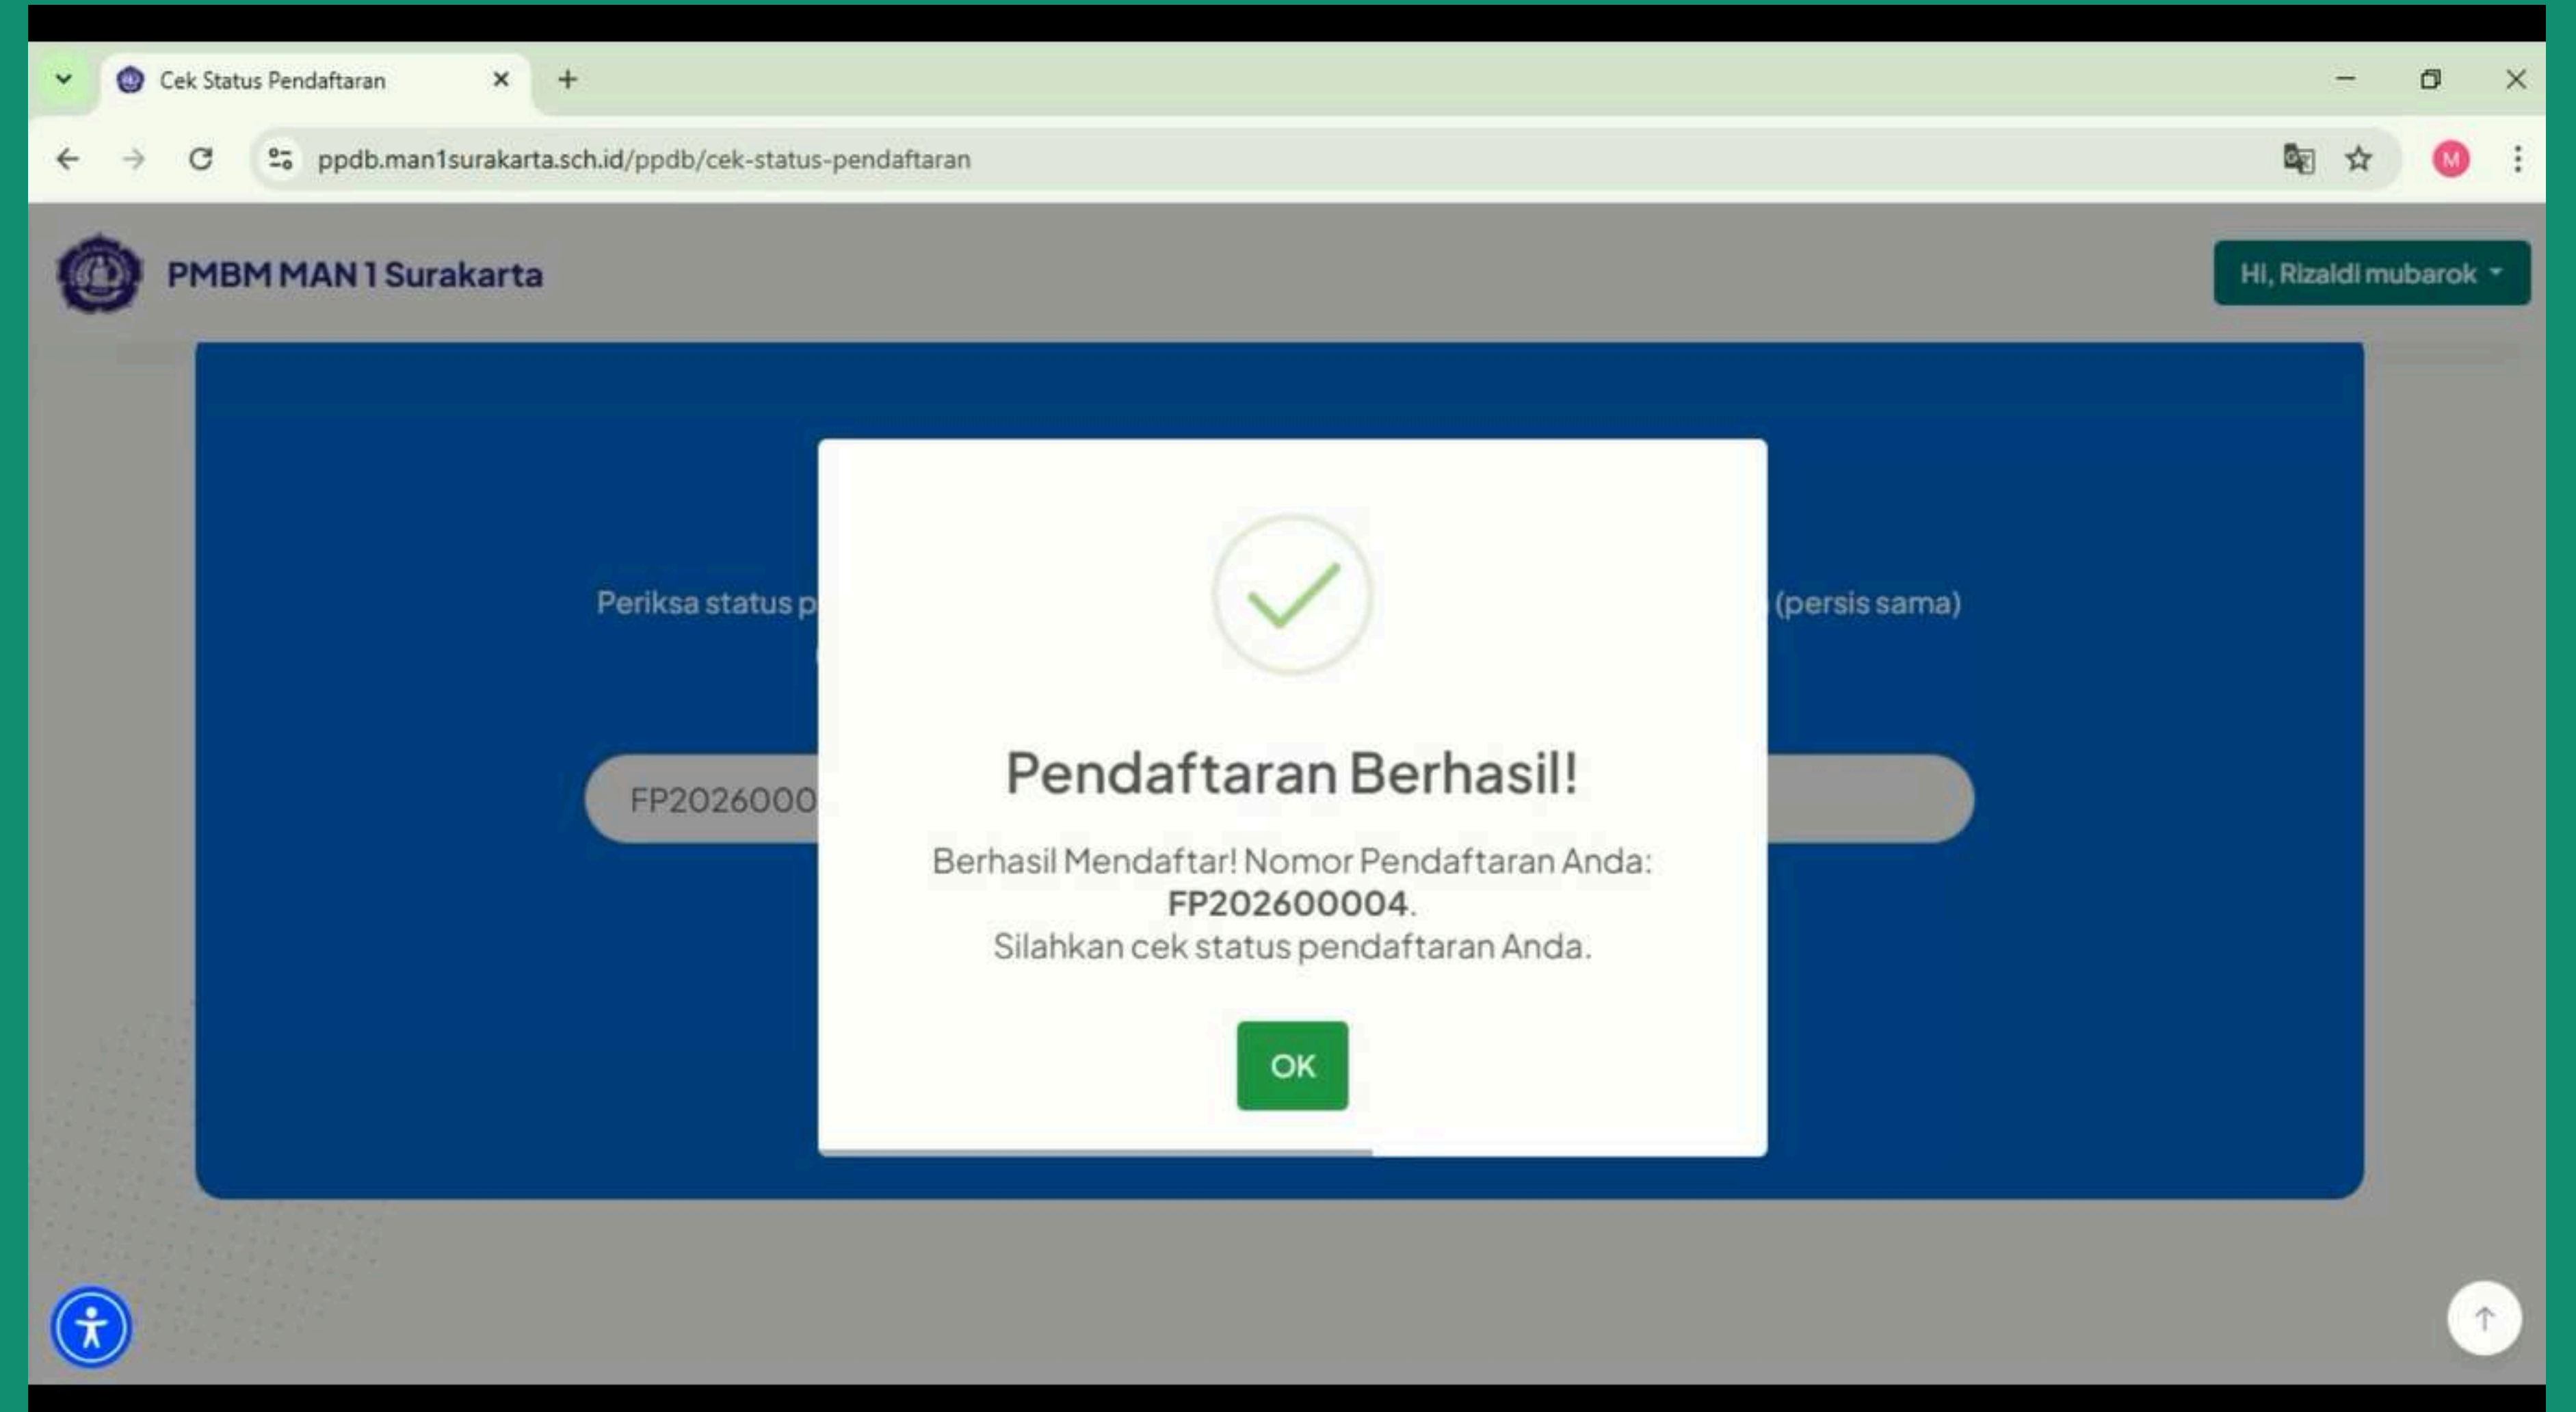 Cek Status Pendaftaran
ppdb.man1surakarta.sch.id/ppdb/cek-status-pendaftaran
M
PMBM MAN 1 Surakarta
Hi, Rizaldi mubarok
Periksa status p
(persis sama)
FP2026000
Pendaftaran Berhasil!
Berhasil Mendaftar! Nomor Pendaftaran Anda:
FP202600004.
Silahkan cek status pendaftaran Anda.
OK